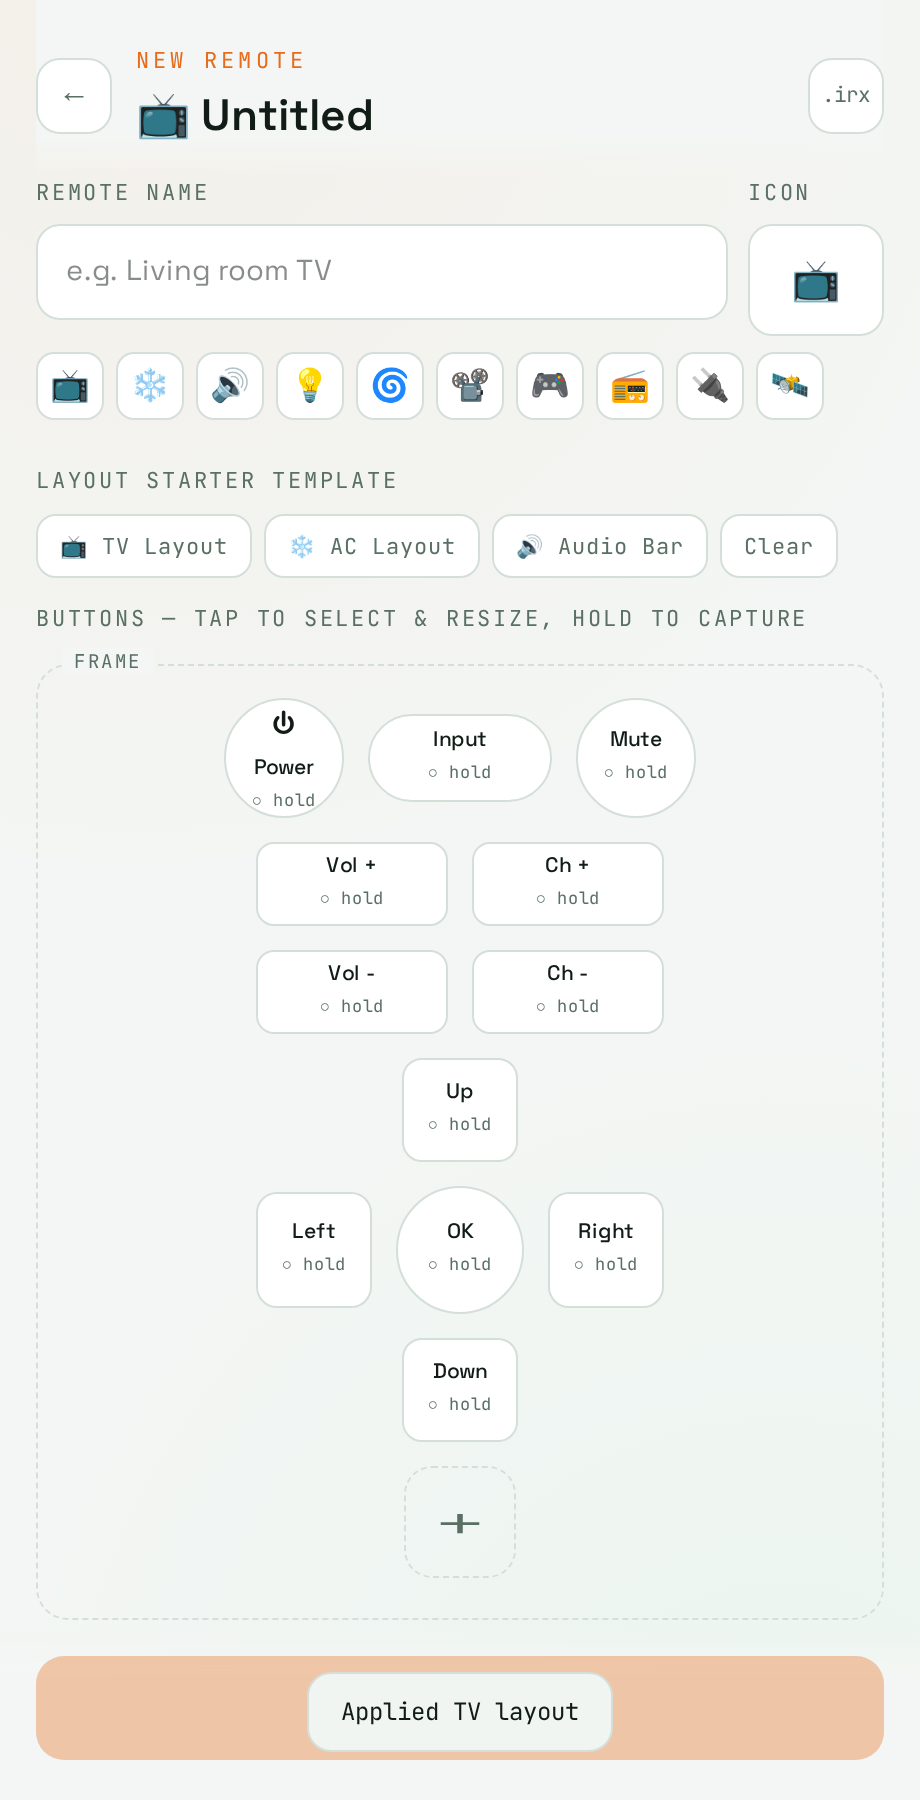 NEW REMOTE
←
📺 Untitled
.irx
REMOTE NAME
ICON
e.g. Living room TV
LAYOUT STARTER TEMPLATE
TV Layout
AC Layout
Audio Bar
Clear
BUTTONS — TAP TO SELECT & RESIZE, HOLD TO CAPTURE
FRAME
Power
○ hold
Input
○ hold
Mute
○ hold
Vol +
○ hold
Ch +
○ hold
Vol -
○ hold
Ch -
○ hold
Up
○ hold
Left
○ hold
OK
○ hold
Right
○ hold
Down
○ hold
+
Applied TV layout